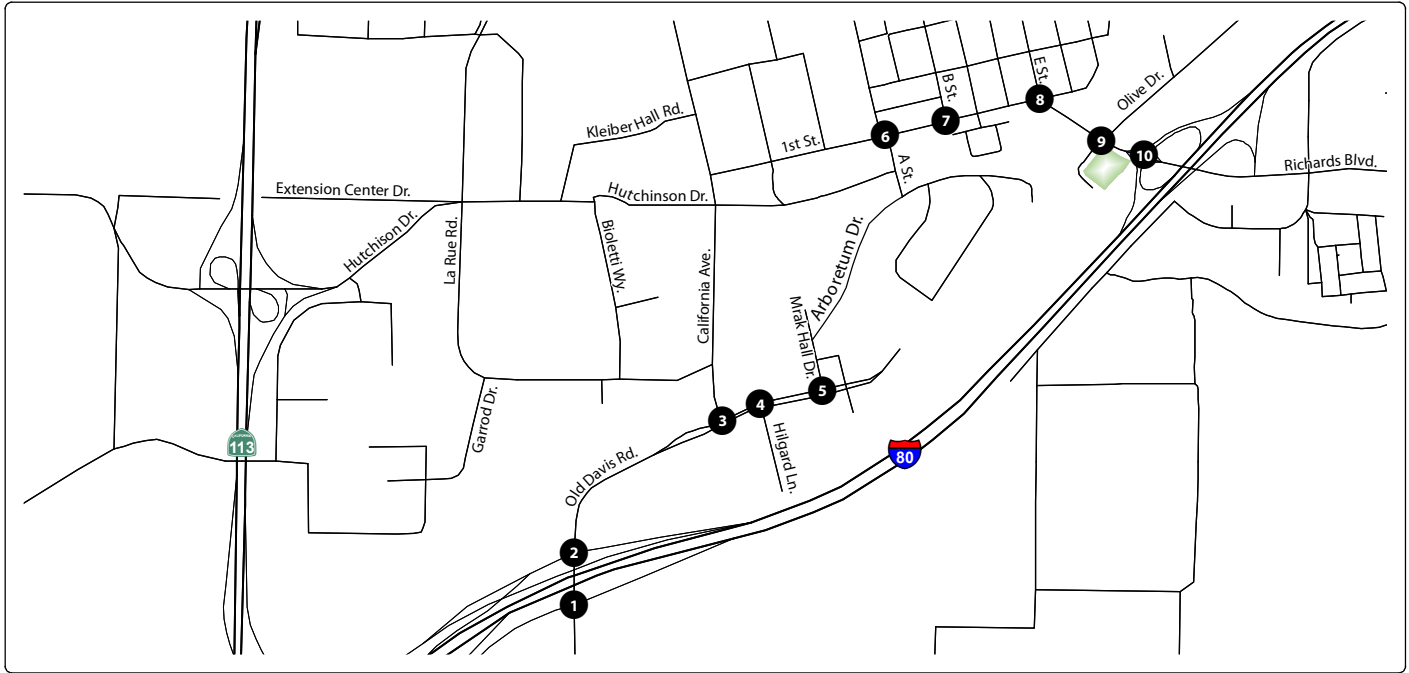 E St.
B St.
8
Olive Dr.
Kleiber Hall Rd.
7
6
1st St.
9
10
A St.
Richards Blvd.
Extension Center Dr.
Hutchinson Dr.
Hutchison Dr.
La Rue Rd.
Bioletti Wy.
California Ave.
Arboretum Dr.
Mrak Hall Dr.
5
4
3
Garrod Dr.
Hilgard Ln.
CALIFORNIA
113
80
Old Davis Rd.
2
1